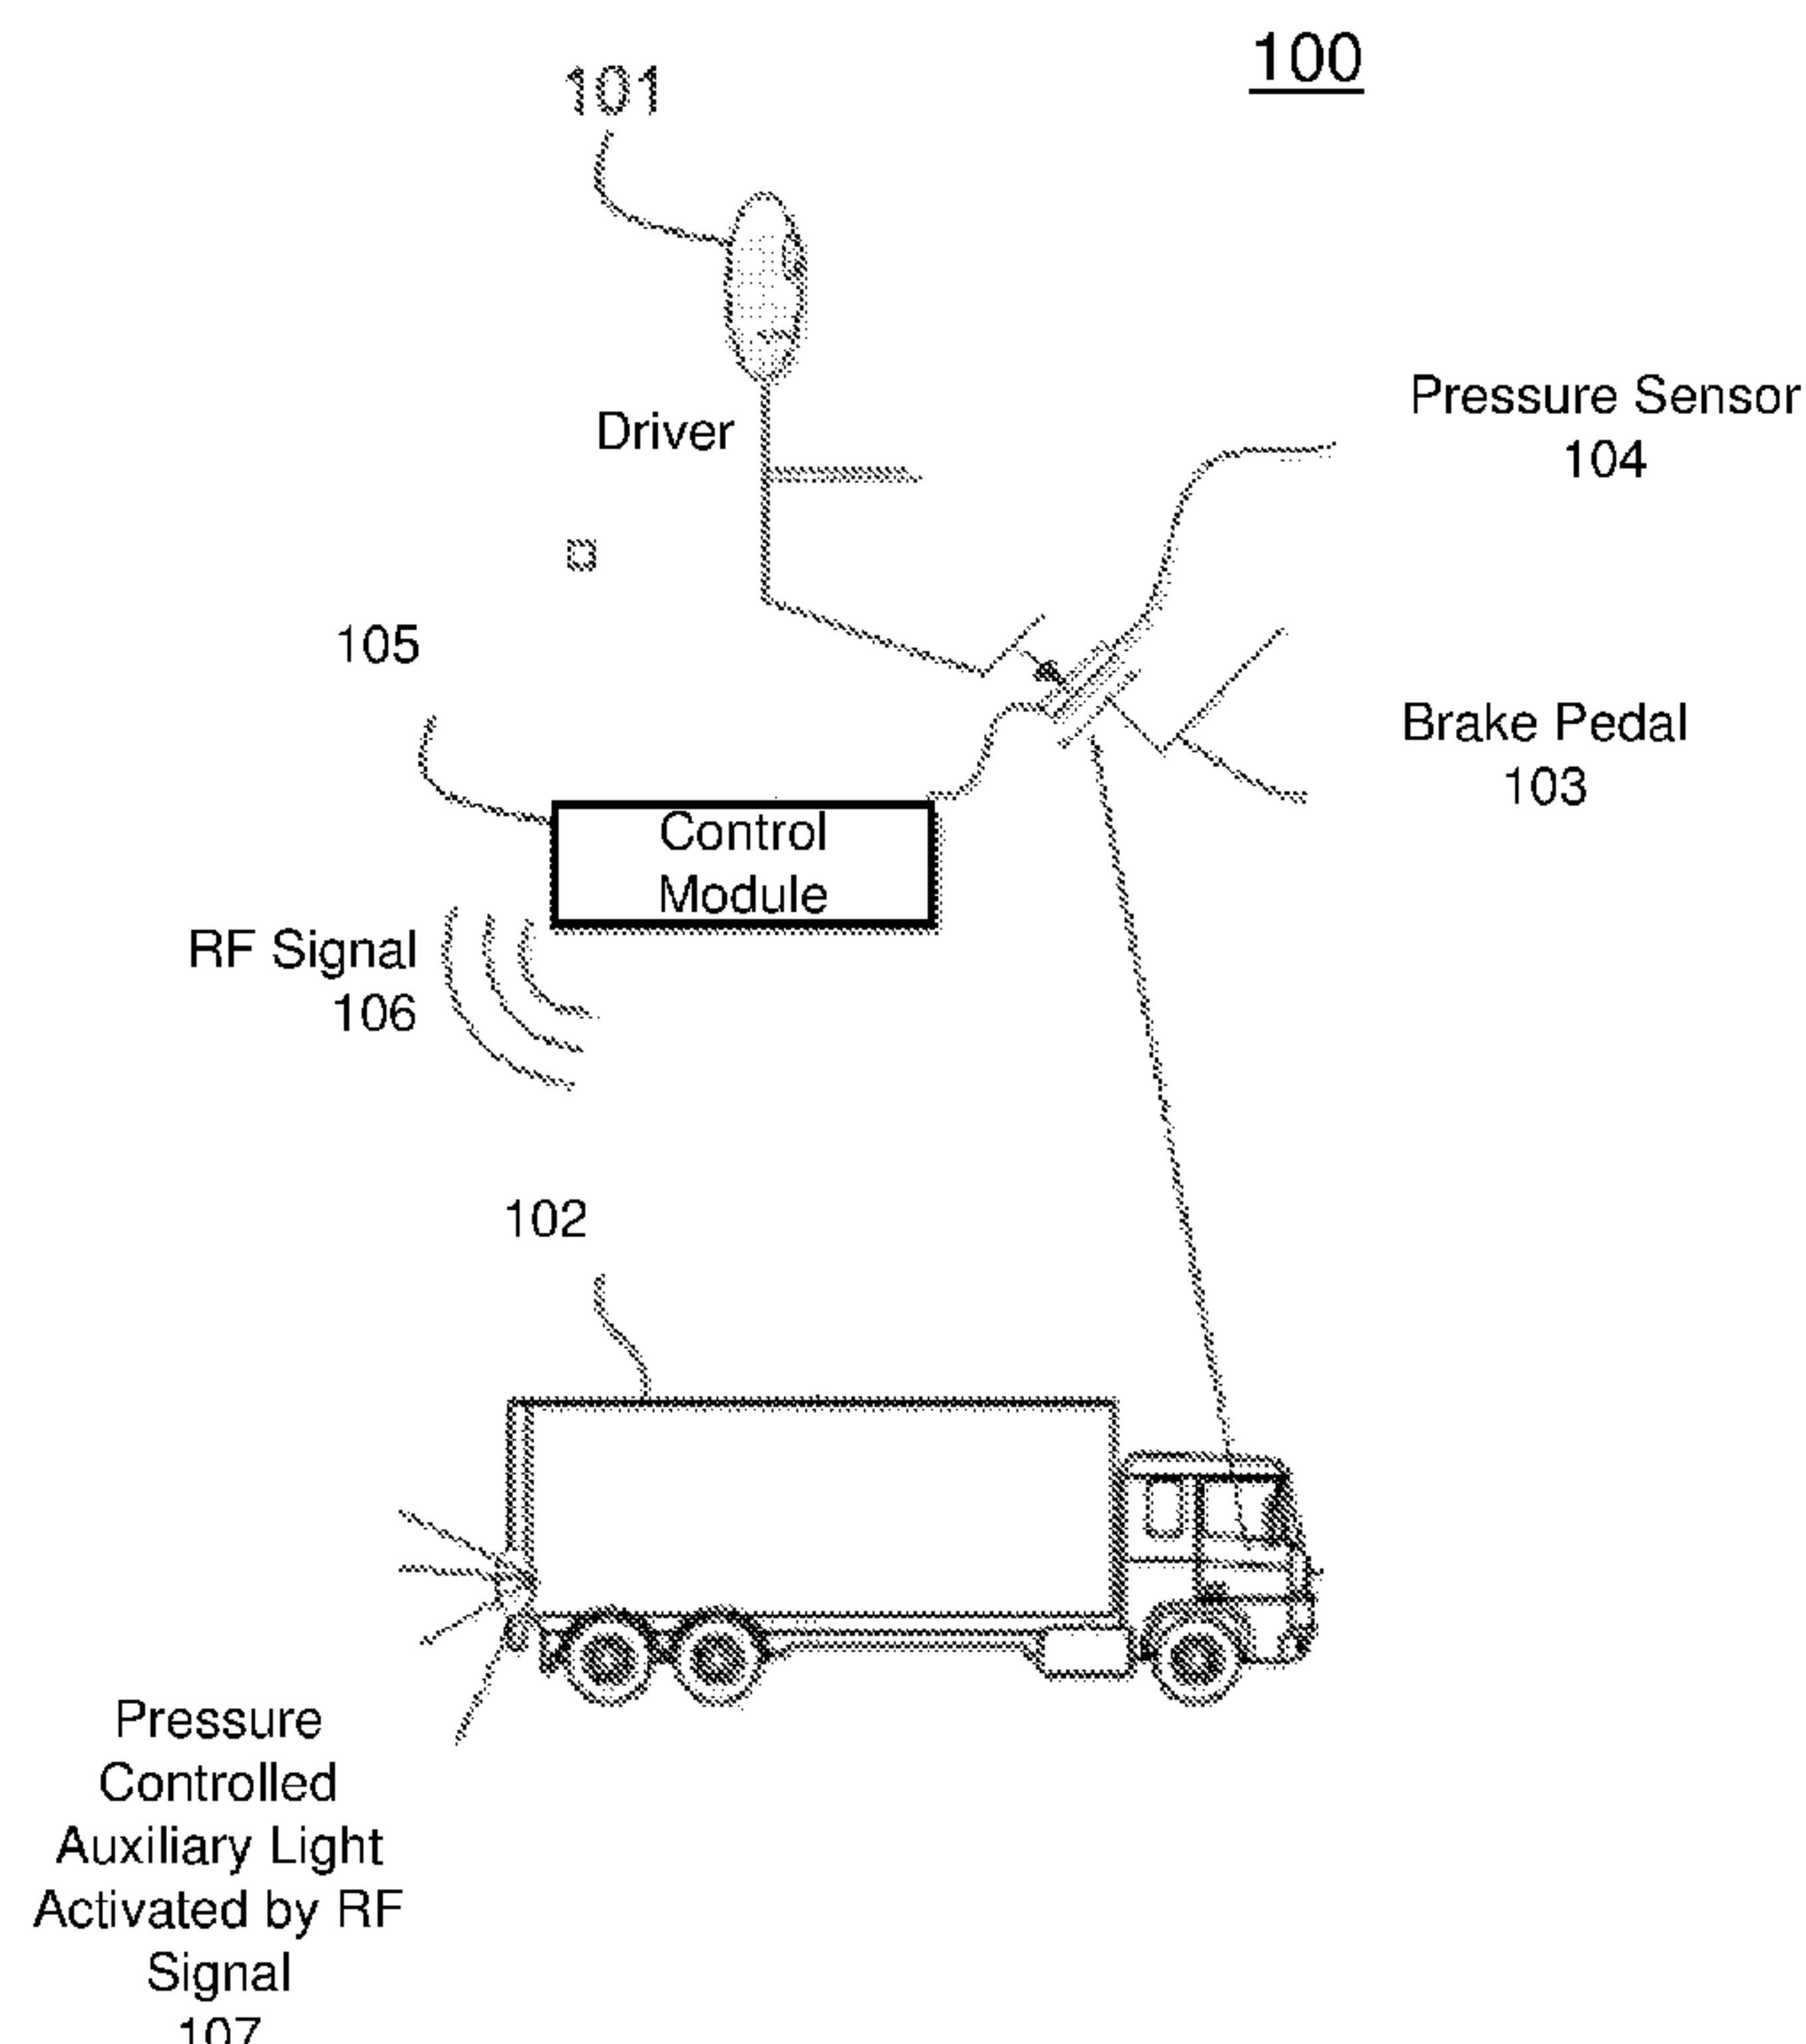 100
101
Driver
Pressure Sensor
104
105
Brake Pedal
103
Control
Module
RF Signal
106
102
Pressure
Controlled
Auxiliary Light
Activated by RF
Signal
107